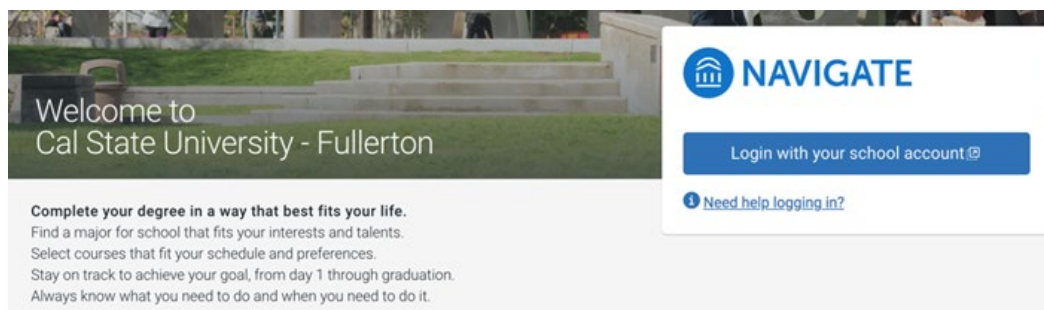 Welcome to
Cal State University - Fullerton
NAVIGATE
Login with your school account
Need help logging in?
Complete your degree in a way that best fits your life.
Find a major for school that fits your interests and talents.
Select courses that fit your schedule and preferences.
Stay on track to achieve your goal, from day 1 through graduation.
Always know what you need to do and when you need to do it.